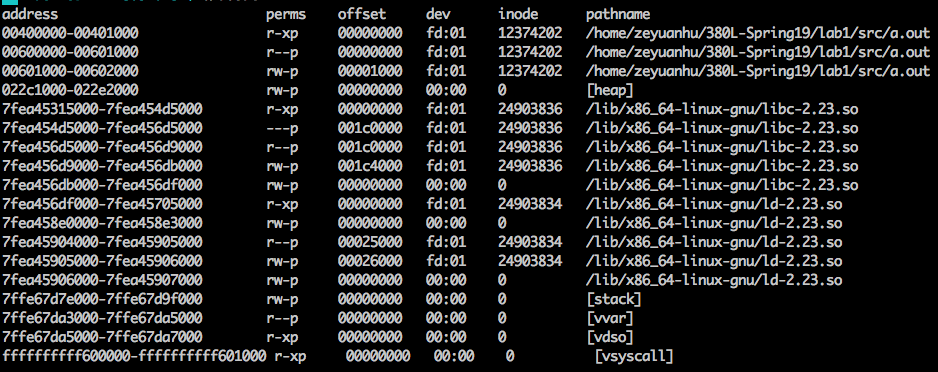 address perms offset dev inode pathname
00400000-00401000 r-xp 00000000 fd:01 12374202 /home/zeyuanhu/380L-Spring19/lab1/src/a.out
00600000-00601000 r--p 00000000 fd:01 12374202 /home/zeyuanhu/380L-Spring19/lab1/src/a.out
00601000-00602000 rw-p 00001000 fd:01 12374202 /home/zeyuanhu/380L-Spring19/lab1/src/a.out
022c1000-022e2000 rw-p 00000000 00:00 0 [heap]
7fea45315000-7fea454d5000 r-xp 00000000 fd:01 24903836 /lib/x86_64-linux-gnu/libc-2.23.so
7fea454d5000-7fea456d5000 ---p 001c0000 fd:01 24903836 /lib/x86_64-linux-gnu/libc-2.23.so
7fea456d5000-7fea456d9000 r--p 001c0000 fd:01 24903836 /lib/x86_64-linux-gnu/libc-2.23.so
7fea456d9000-7fea456db000 rw-p 001c4000 fd:01 24903836 /lib/x86_64-linux-gnu/libc-2.23.so
7fea456db000-7fea456df000 rw-p 00000000 00:00 0 /lib/x86_64-linux-gnu/libc-2.23.so
7fea456df000-7fea45705000 r-xp 00000000 fd:01 24903834 /lib/x86_64-linux-gnu/ld-2.23.so
7fea458e0000-7fea458e3000 rw-p 00000000 00:00 0 /lib/x86_64-linux-gnu/ld-2.23.so
7fea45904000-7fea45905000 r--p 00025000 fd:01 24903834 /lib/x86_64-linux-gnu/ld-2.23.so
7fea45905000-7fea45906000 rw-p 00026000 fd:01 24903834 /lib/x86_64-linux-gnu/ld-2.23.so
7fea45906000-7fea45907000 rw-p 00000000 00:00 0 /lib/x86_64-linux-gnu/ld-2.23.so
7ffe67d7e000-7ffe67d9f000 rw-p 00000000 00:00 0 [stack]
7ffe67da3000-7ffe67da5000 r--p 00000000 00:00 0 [vvar]
7ffe67da5000-7ffe67da7000 r-xp 00000000 00:00 0 [vdso]
ffffffffff600000-ffffffffff601000 r-xp 00000000 00:00 0 [vsyscall]